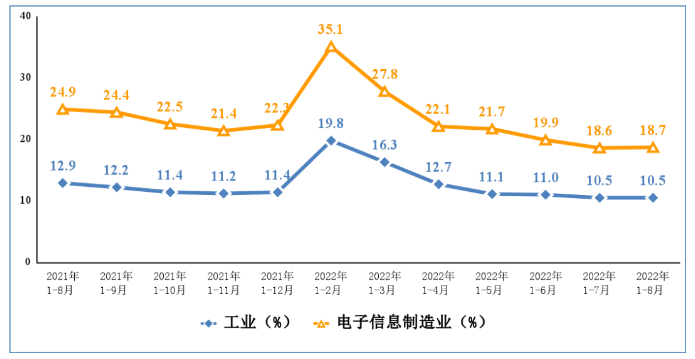 40
30
20
10
0
24.9 24.4 22.5 21.4 22.3 35.1 27.8 22.1 21.7 19.9 18.6 18.7
12.9 12.2 11.4 11.2 11.4 19.8 16.3 12.7 11.1 11.0 10.5 10.5
2021年 2021年 2021年 2021年 2021年 2022年 2022年 2022年 2022年 2022年 2022年 2022年
1-8月 1-9月 1-10月 1-11月 1-12月 1-2月 1-3月 1-4月 1-5月 1-6月 1-7月 1-8月
工业（%） 电子信息制造业（%）